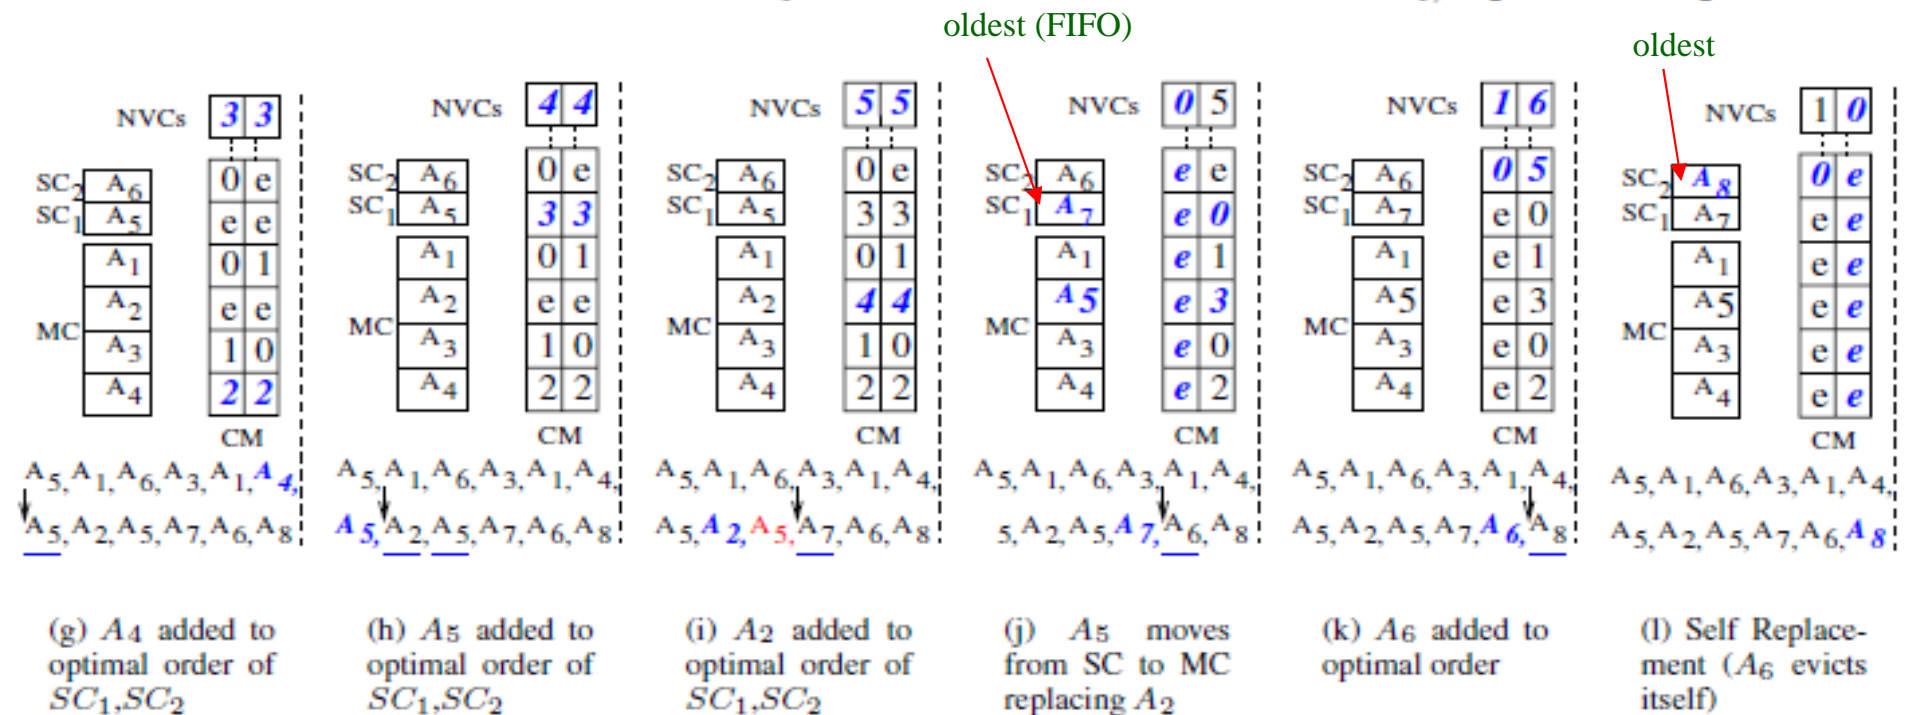 oldest (FIFO)
oldest
NVCs 3 3
SC2 A6 0 e
SC1 A5 e e
A1 0 1
A2 e e
MC
A3 1 0
A4 2 2
CM
A5, A1, A6, A3, A1, A4,
A5, A2, A5, A7, A6, A8
(g) A4 added to
optimal order of
SC1,SC2
NVCs 4 4
SC2 A6 0 e
SC1 A5 3 3
A1 0 1
A2 e e
MC
A3 1 0
A4 2 2
CM
A5, A1, A6, A3, A1, A4,
A5, A2, A5, A7, A6, A8
(h) A5 added to
optimal order of
SC1,SC2
NVCs 5 5
SC2 A6 0 e
SC1 A5 3 3
A1 0 1
A2 4 4
MC
A3 1 0
A4 2 2
CM
A5, A1, A6, A3, A1, A4,
A5, A2, A5, A7, A6, A8
(i) A2 added to
optimal order of
SC1,SC2
NVCs 0 5
SC2 A6 e e
SC1 A7 e 0
A1 e 1
A5 e 3
MC
A3 e 0
A4 e 2
CM
A5, A1, A6, A3, A1, A4,
5, A2, A5, A7, A6, A8
(j) A5 moves
from SC to MC
replacing A2
NVCs 1 6
SC2 A6 0 5
SC1 A7 e 0
A1 e 1
A5 e 3
MC
A3 e 0
A4 e 2
CM
A5, A1, A6, A3, A1, A4,
A5, A2, A5, A7, A6, A8
(k) A6 added to
optimal order
NVCs 1 0
SC2 A8 0 e
SC1 A7 e e
A1 e e
A5 e e
MC
A3 e e
A4 e e
CM
A5, A1, A6, A3, A1, A4,
A5, A2, A5, A7, A6, A8
(l) Self Replace-
ment (A6 evicts
itself)